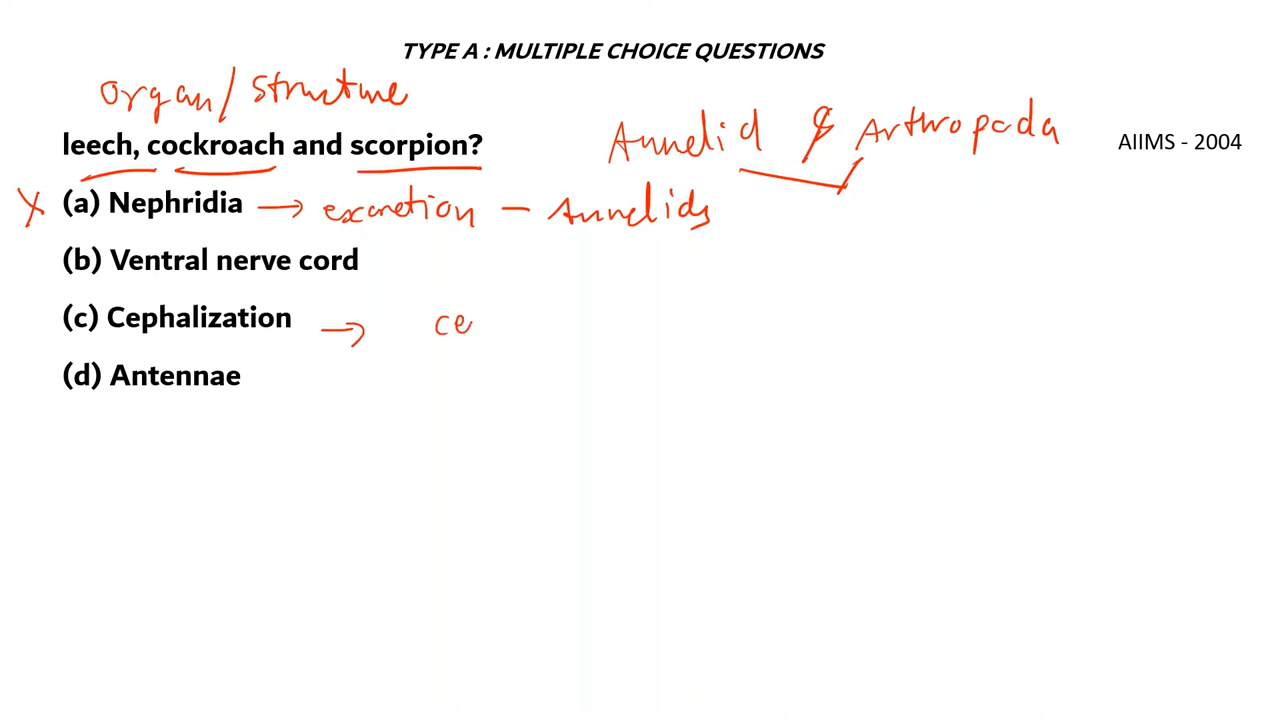 TYPE A : MULTIPLE CHOICE QUESTIONS
organ/ structure
leech, cockroach and scorpion? Annelid & Arthropoda AIIMS - 2004
X (a) Nephridia → excretion - Annelids
(b) Ventral nerve cord
(c) Cephalization → ce
(d) Antennae